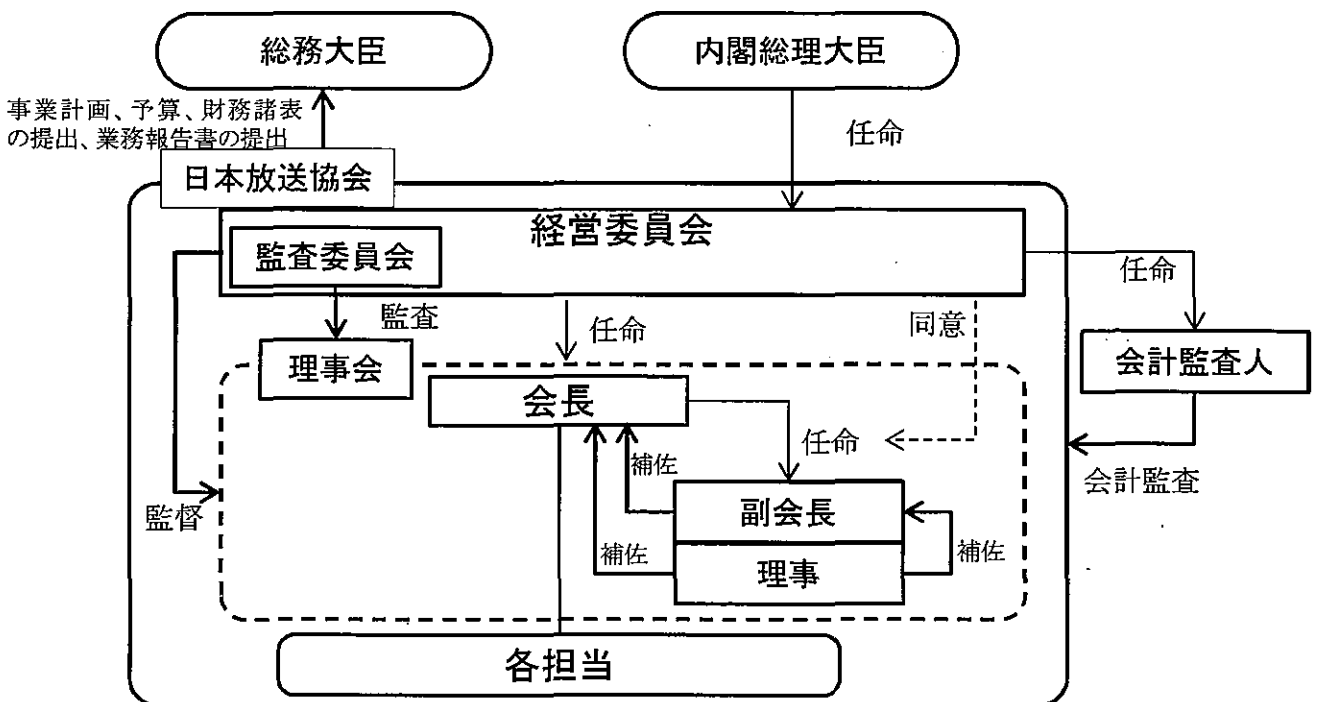 総務大臣
内閣総理大臣
事業計画、予算、財務諸表
の提出、業務報告書の提出
任命
日本放送協会
経営委員会
監査委員会
任命
監査
任命
同意
理事会
会計監査人
会長
任命
補佐
会計監査
監督
副会長
補佐
補佐
理事
各担当